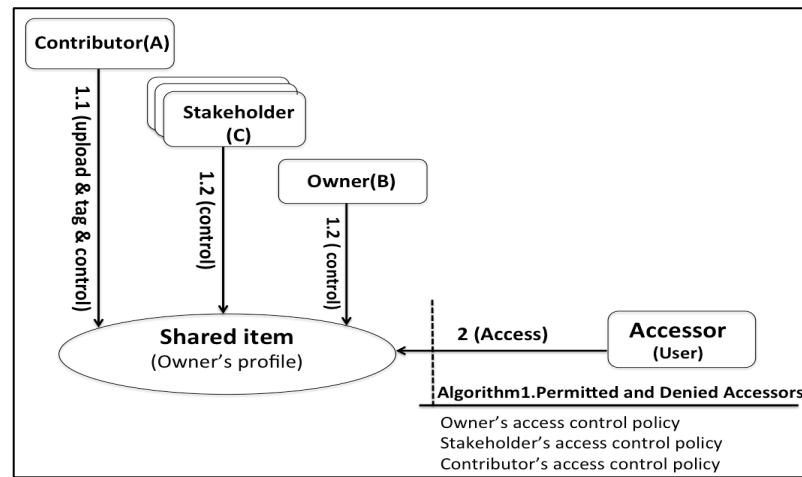 Contributor(A)
1.1 (upload & tag & control)
Stakeholder
(C)
1.2 (control)
Owner(B)
1.2 ( control)
Shared item
(Owner's profile)
2 (Access)
Accessor
(User)
Algorithm1.Permitted and Denied Accessors
Owner's access control policy
Stakeholder's access control policy
Contributor's access control policy